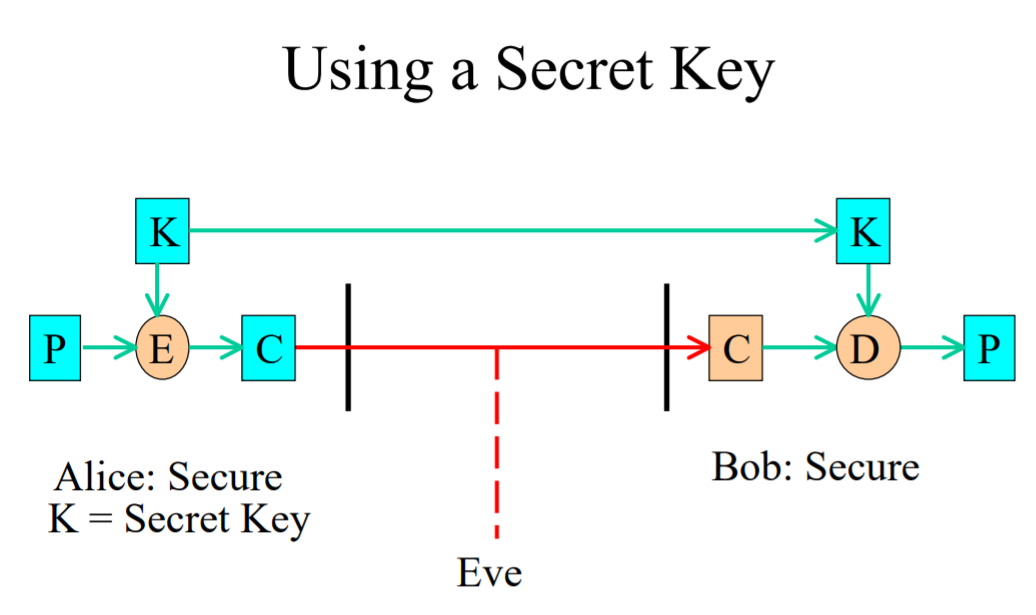 Using a Secret Key
K
K
P
E
C
C
D
P
Alice: Secure
K = Secret Key
Bob: Secure
Eve